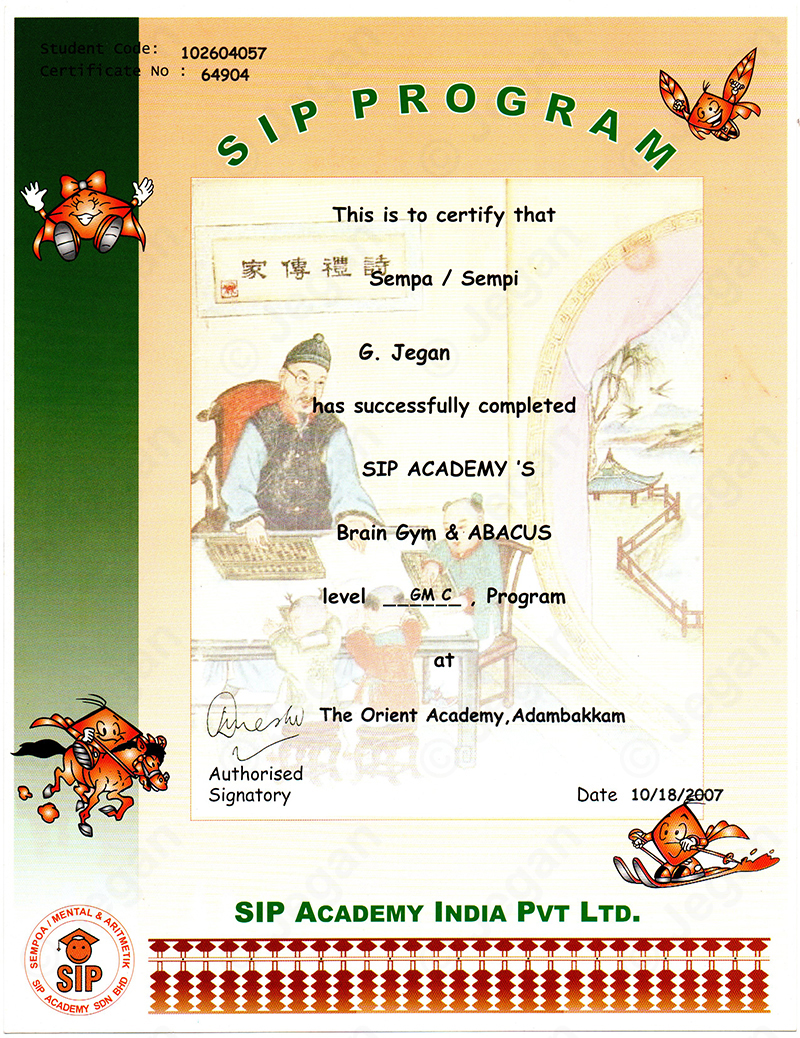 Student Code: 102604057
Certificate No : 64904
SIP PROGRAM
This is to certify that
家傳禮詩
Sempa / Sempi
G. Jegan
has successfully completed
SIP ACADEMY 'S
Brain Gym & ABACUS
level __GM C__ , Program
at
The Orient Academy,Adambakkam
Authorised
Signatory
Date 10/18/2007
SIP ACADEMY INDIA PVT LTD.
SEMPOA / MENTAL & ARITMETIK
SIP
SIP ACADEMY SDN BHD
© Jegan